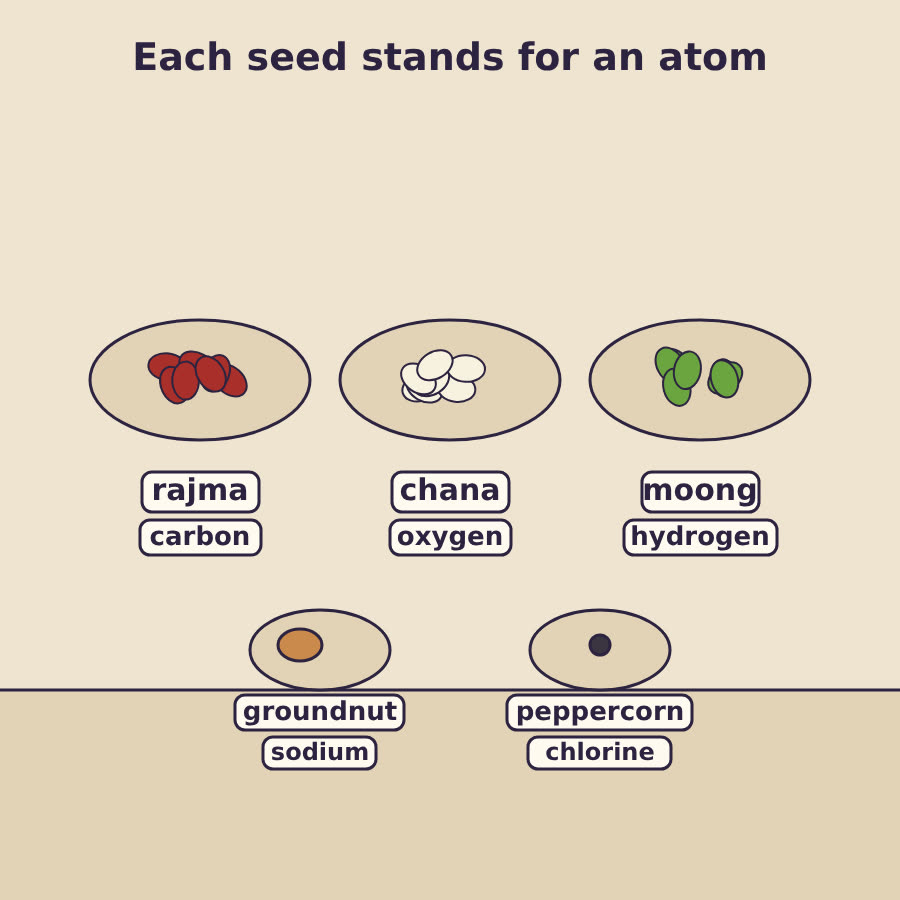 Each seed stands for an atom
rajma
chana
moong
carbon
oxygen
hydrogen
groundnut
peppercorn
sodium
chlorine